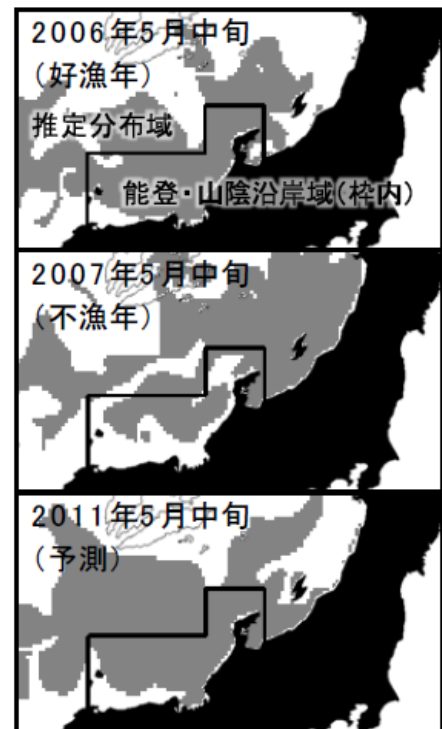 2006年5月中旬
(好漁年)
推定分布域
能登・山陰沿岸域(枠内)
2007年5月中旬
(不漁年)
2011年5月中旬
(予測)